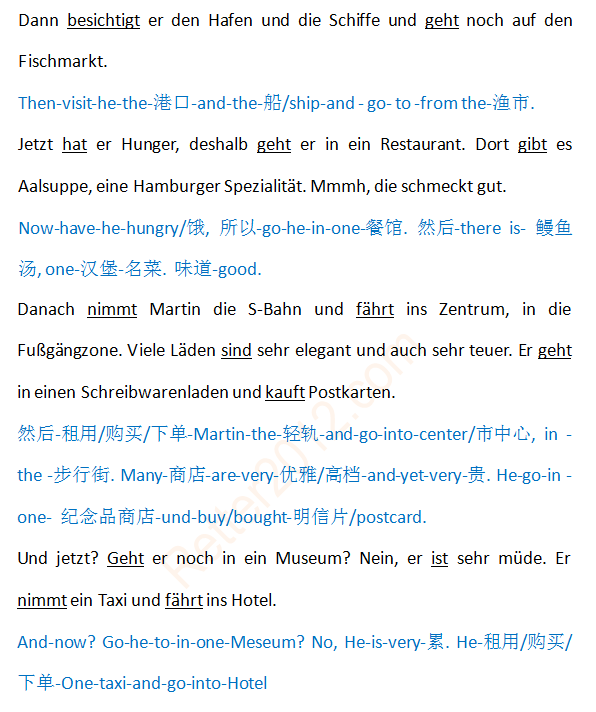 Dann besichtigt er den Hafen und die Schiffe und geht noch auf den
Fischmarkt.
Then-visit-he-the-港口-and-the-船/ship-and - go- to -from the-渔市.
Jetzt hat er Hunger, deshalb geht er in ein Restaurant. Dort gibt es
Aalsuppe, eine Hamburger Spezialität. Mmmh, die schmeckt gut.
Now-have-he-hungry/饿, 所以-go-he-in-one-餐馆. 然后-there is- 鳗鱼
汤, one-汉堡-名菜. 味道-good.
Danach nimmt Martin die S-Bahn und fährt ins Zentrum, in die
Fußgängzone. Viele Läden sind sehr elegant und auch sehr teuer. Er geht
in einen Schreibwarenladen und kauft Postkarten.
然后-租用/购买/下单-Martin-the-轻轨-and-go-into-center/市中心, in -
the -步行街. Many-商店-are-very-优雅/高档-and-yet-very-贵. He-go-in -
one- 纪念品商店-und-buy/bought-明信片/postcard.
Und jetzt? Geht er noch in ein Museum? Nein, er ist sehr müde. Er
nimmt ein Taxi und fährt ins Hotel.
And-now? Go-he-to-in-one-Meseum? No, He-is-very-累. He-租用/购买/
下单-One-taxi-and-go-into-Hotel
Retter2012.com